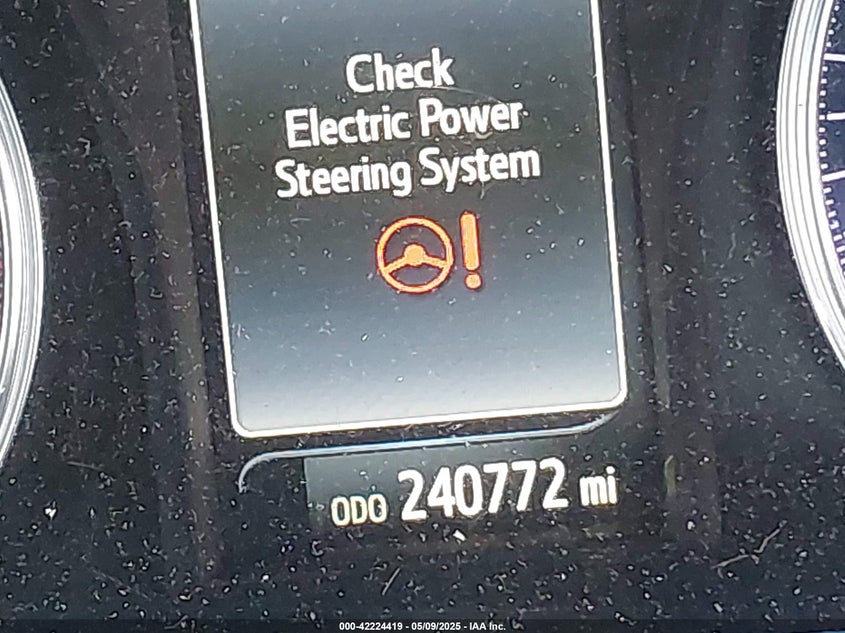 Check
Electric Power
Steering System
ODO 240772 mi
000-42224419 - 05/09/2025 - IAA Inc.